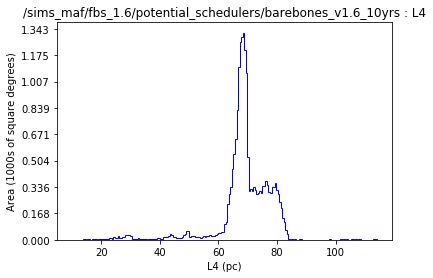 /sims_maf/fbs_1.6/potential_schedulers/barebones_v1.6_10yrs : L4
1.343
1.175
1.007
0.839
0.671
0.504
0.336
0.168
0.000
Area (1000s of square degrees)
20 40 60 80 100
L4 (pc)